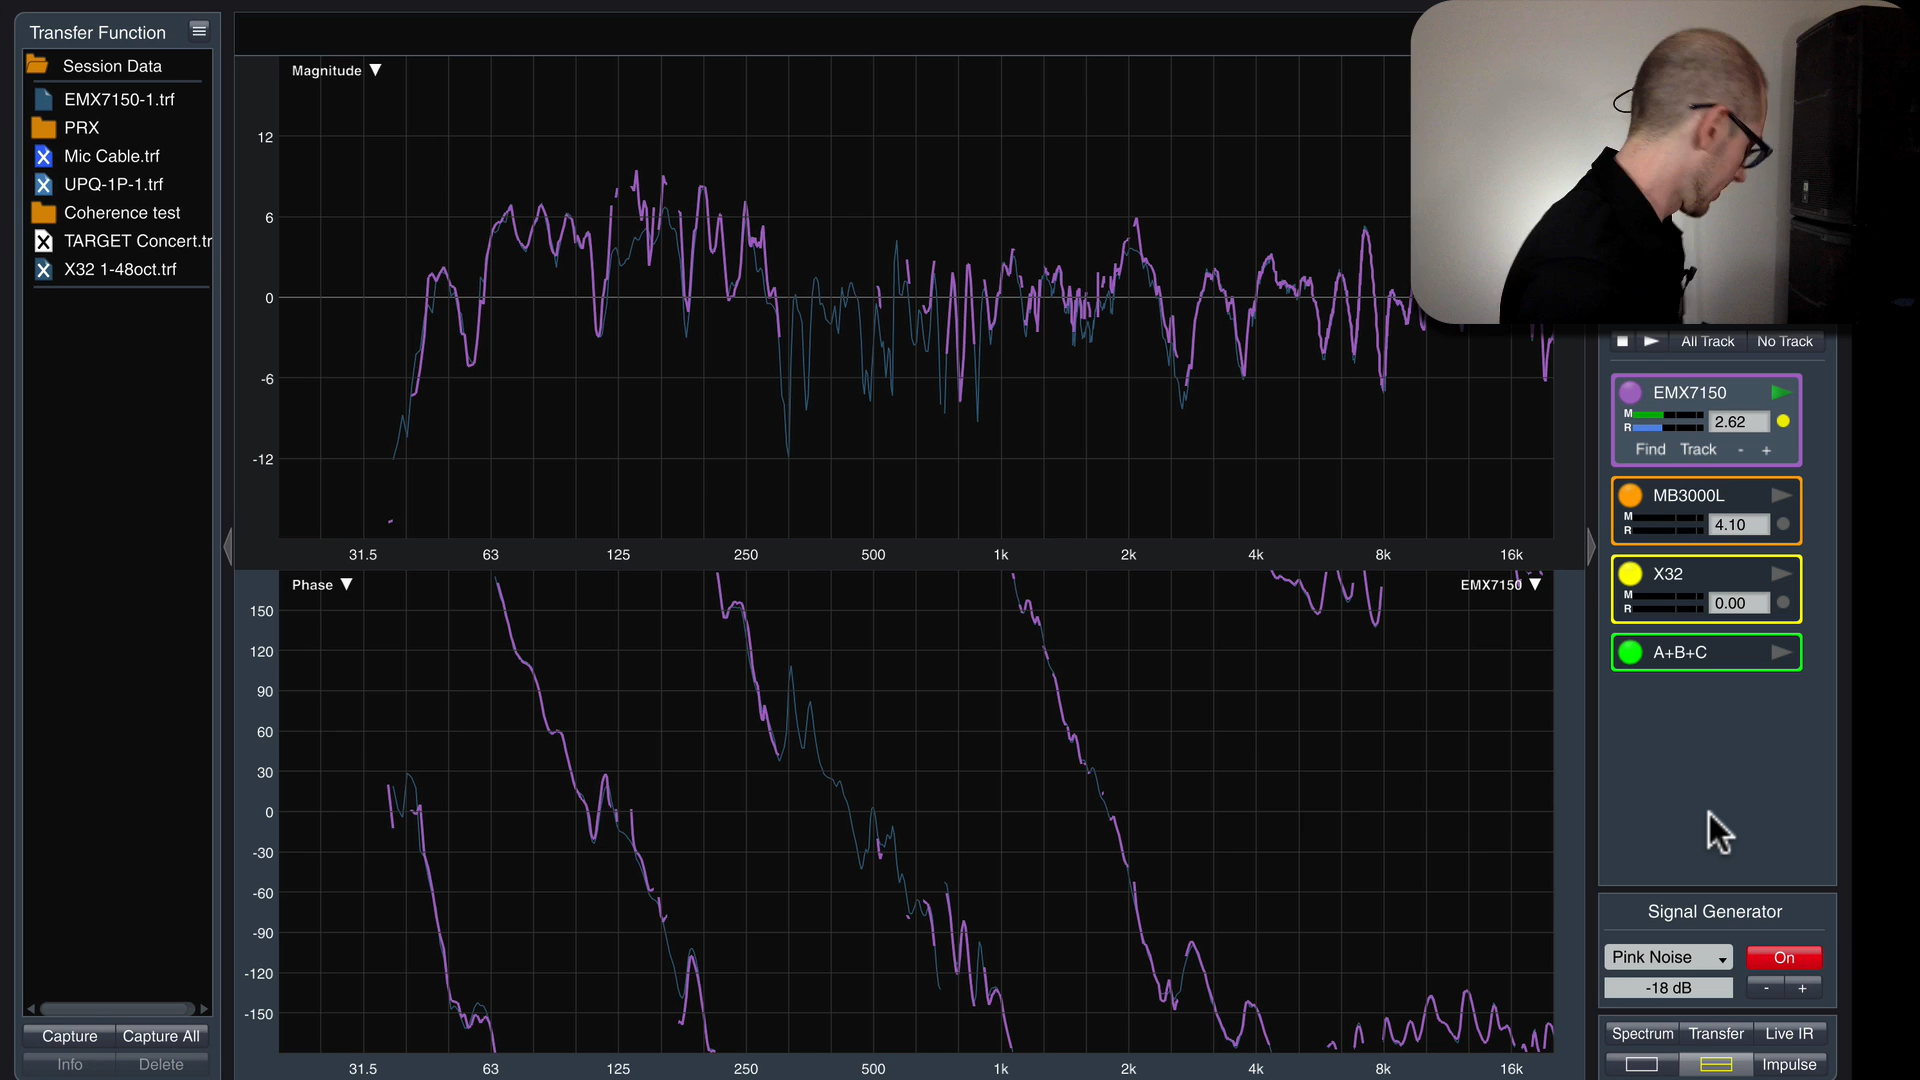 Transfer Function
Session Data
EMX7150-1.trf
PRX
Mic Cable.trf
UPQ-1P-1.trf
Coherence test
TARGET Concert.tr
X32 1-48oct.trf
Capture Capture All
Info Delete
Magnitude
12
6
0
-6
-12
31.5 63 125 250 500 1k 2k 4k 8k 16k
Phase EMX7150
150
120
90
60
30
0
-30
-60
-90
-120
-150
31.5 63 125 250 500 1k 2k 4k 8k 16k
All Track No Track
EMX7150
M
R 2.62
Find Track - +
MB3000L
M
R 4.10
X32
M
R 0.00
A+B+C
Signal Generator
Pink Noise On
-18 dB - +
Spectrum Transfer Live IR
Impulse